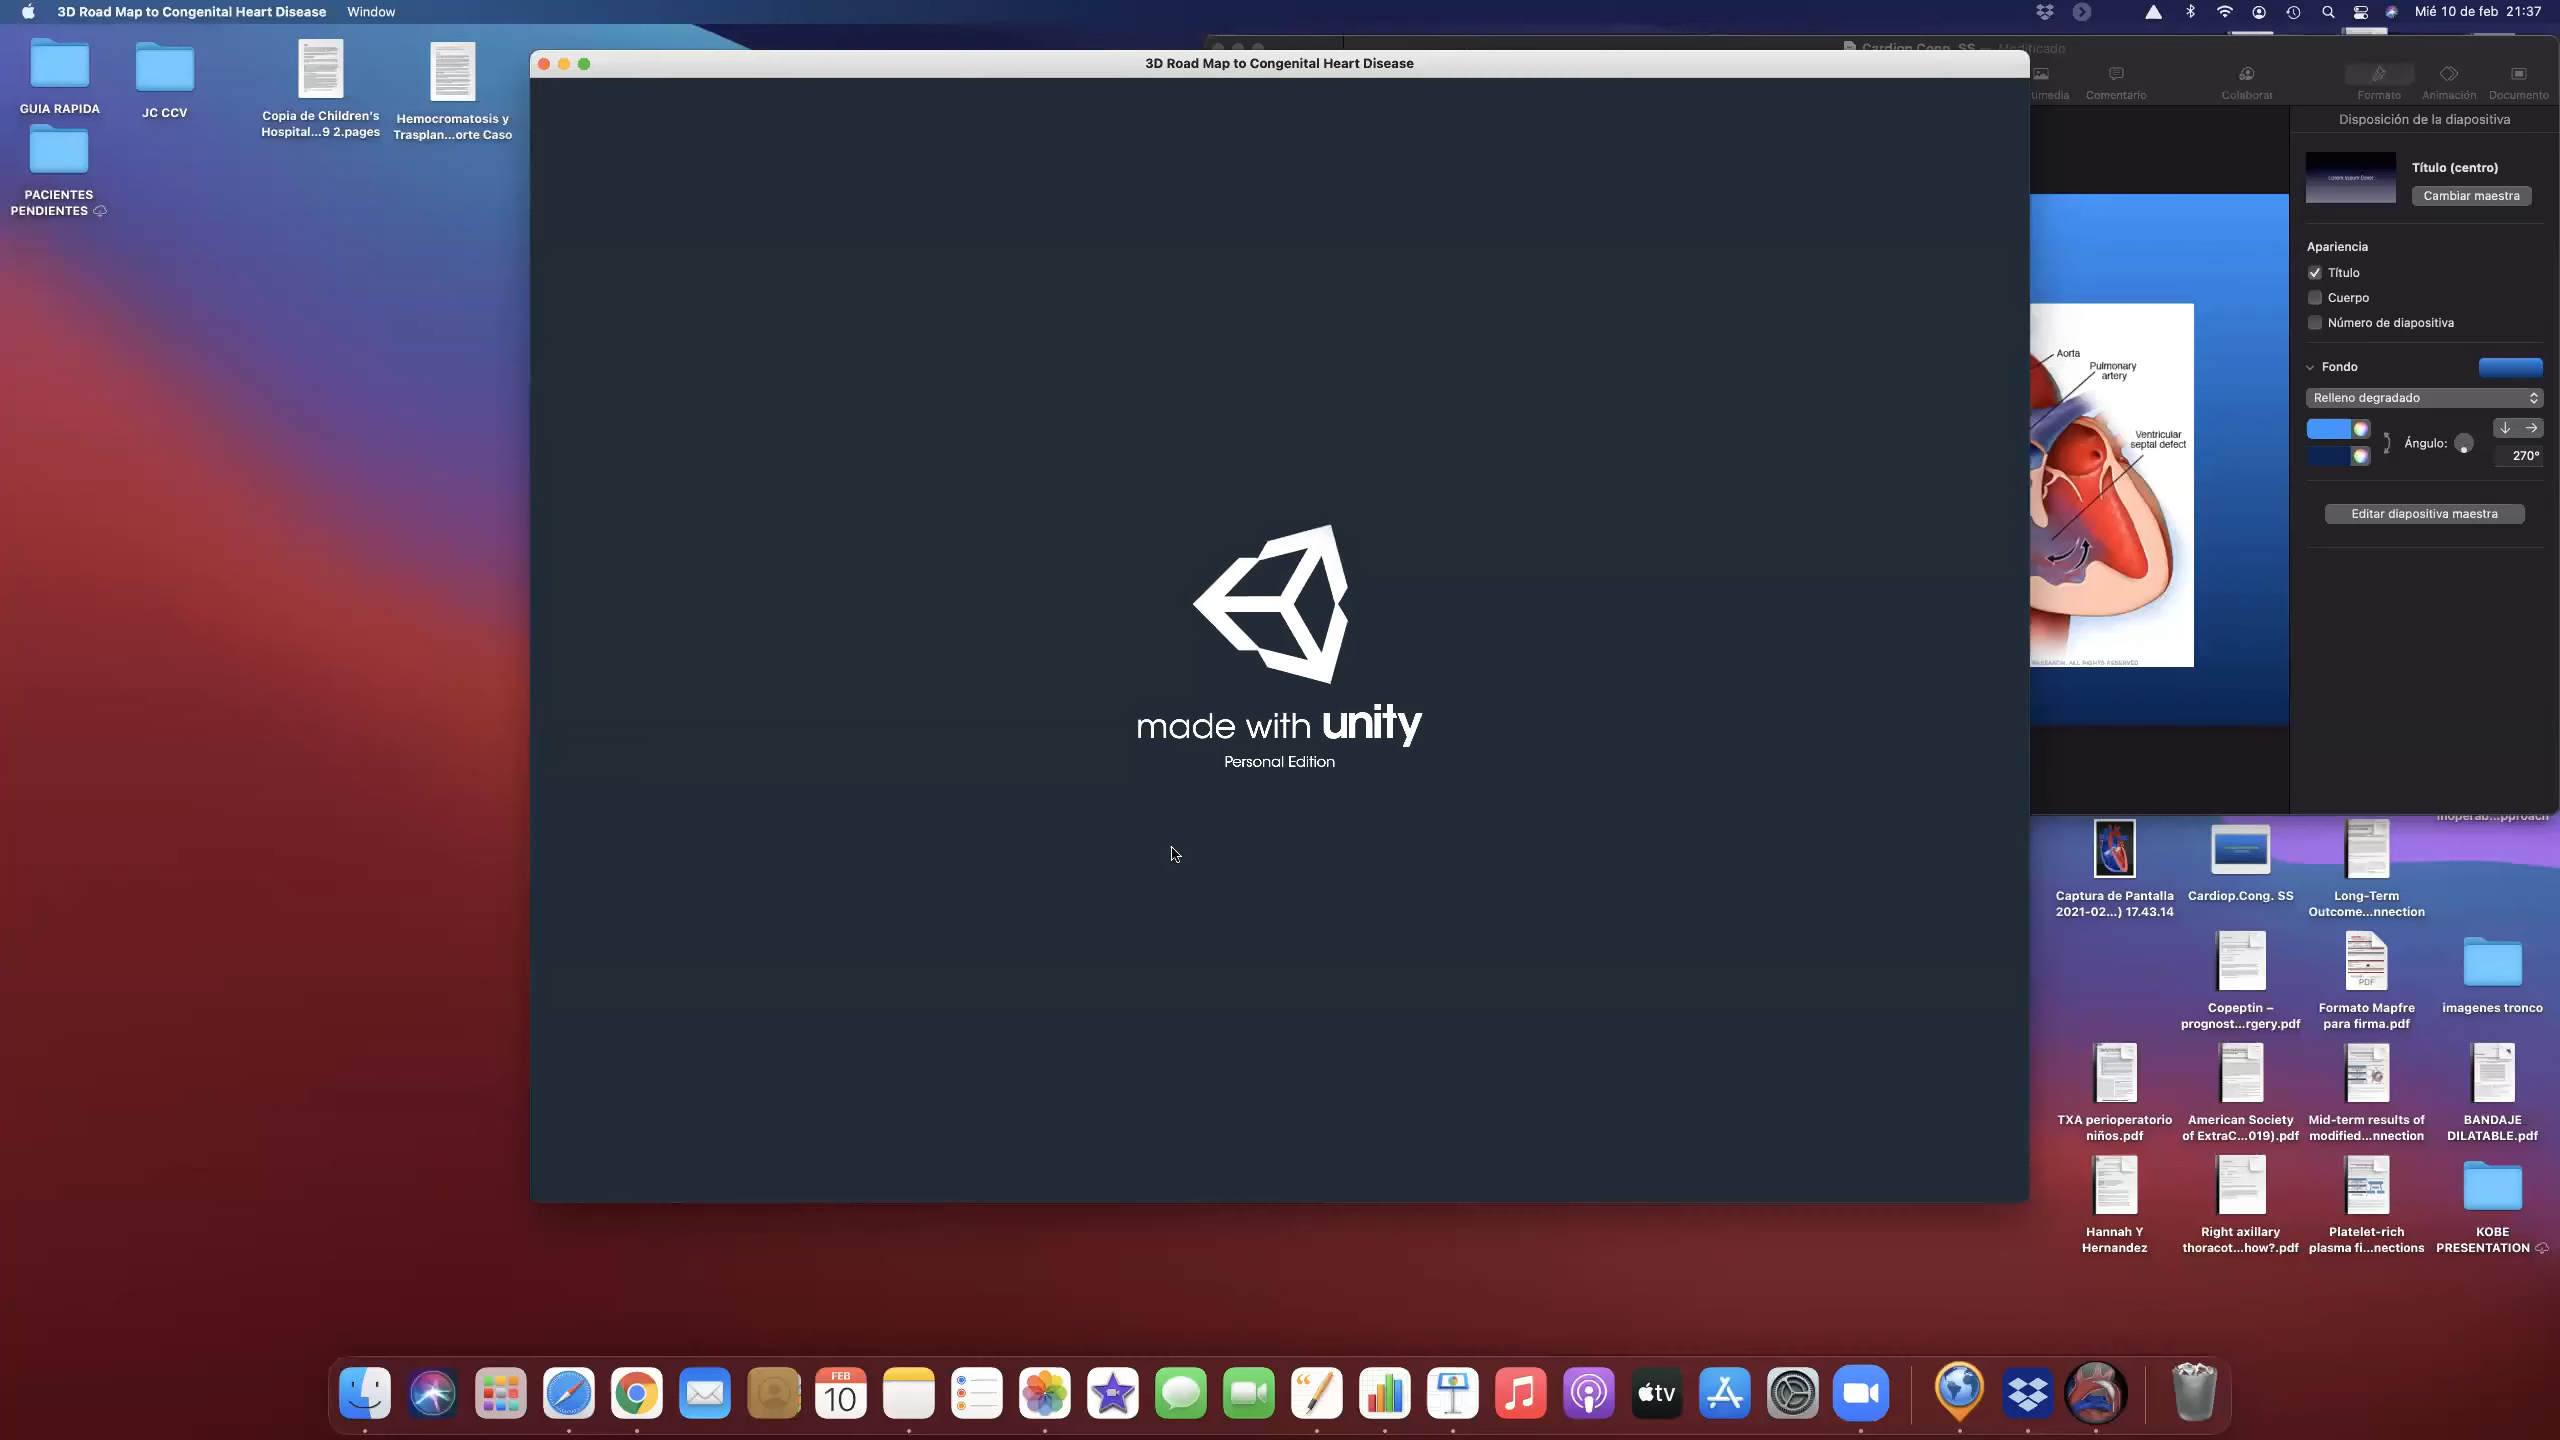 3D Road Map to Congenital Heart Disease Window
Mié 10 de feb 21:37
GUIA RAPIDA
JC CCV
Copia de Children's
Hospital...9 2.pages
Hemocromatosis y
Trasplan...orte Caso
PACIENTES
PENDIENTES
3D Road Map to Congenital Heart Disease
Cardiop.Cong. SS — Modificado
Comentario
Colaborar
Formato
Animación
Documento
Disposición de la diapositiva
Título (centro)
Cambiar maestra
Apariencia
Título
Cuerpo
Número de diapositiva
Fondo
Relleno degradado
Ángulo:
270°
Editar diapositiva maestra
Aorta
Pulmonary
artery
Ventricular
septal defect
made with unity
Personal Edition
Captura de Pantalla
2021-02...) 17.43.14
Cardiop.Cong. SS
Long-Term
Outcome...nnection
Copeptin –
prognost...rgery.pdf
PDF
Formato Mapfre
para firma.pdf
imagenes tronco
TXA perioperatorio
niños.pdf
American Society
of ExtraC...019).pdf
Mid-term results of
modified...nnection
BANDAJE
DILATABLE.pdf
Hannah Y
Hernandez
Right axillary
thoracot...how?.pdf
Platelet-rich
plasma fi...nections
KOBE
PRESENTATION
FEB
10
tv